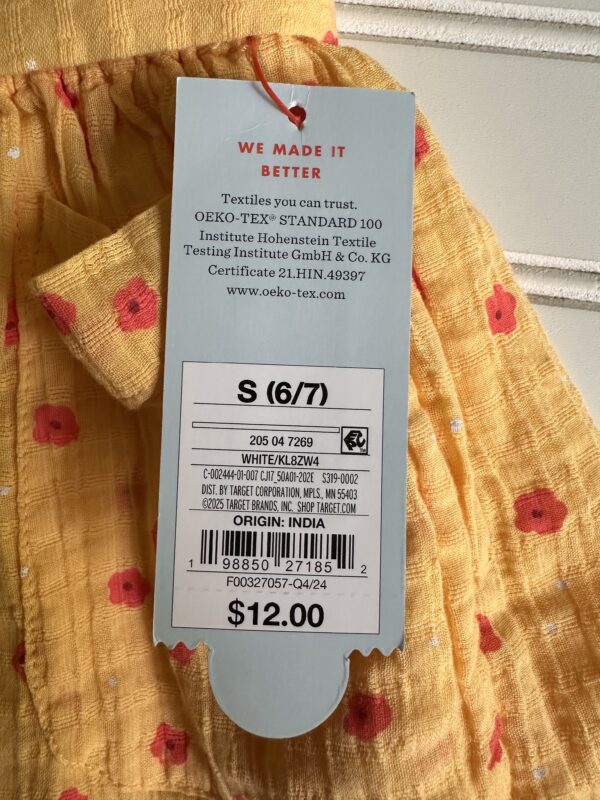 WE MADE IT
BETTER
Textiles you can trust.
OEKO-TEX® STANDARD 100
Institute Hohenstein Textile
Testing Institute GmbH & Co. KG
Certificate 21.HIN.49397
www.oeko-tex.com
S (6/7)
205 04 7269
WHITE/KL8ZW4
C-002444-01-007 CJ17_50A01-202E S319-0002
DIST. BY TARGET CORPORATION, MPLS., MN 55403
©2025 TARGET BRANDS, INC. SHOP TARGET.COM
ORIGIN: INDIA
1 98850 27185 2
F00327057-Q4/24
$12.00